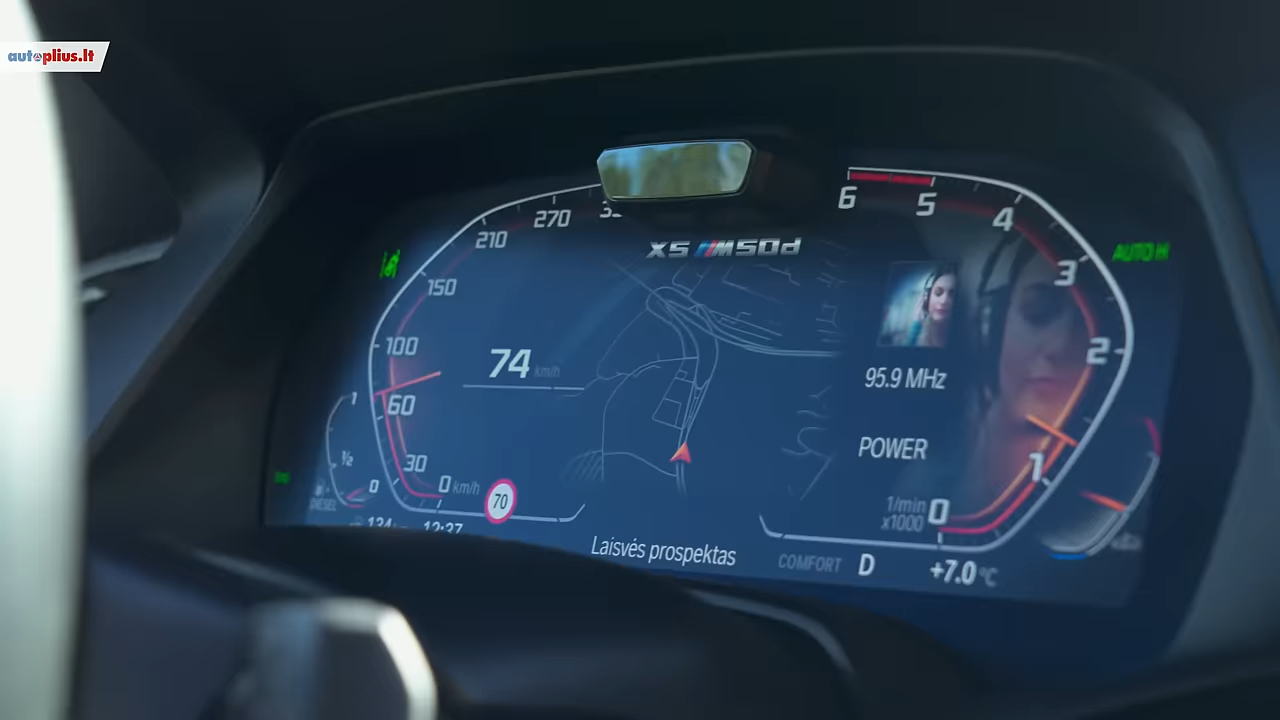 autoplius.lt
6
5
4
3
2
1
0
1/min
x1000
270
210
150
100
60
30
0 km/h
X5 M50d
AUTO H
74 km/h
95.9 MHz
POWER
1
1/2
0
DIESEL
70
12:37
Laisvės prospektas
COMFORT D
+7.0 °C